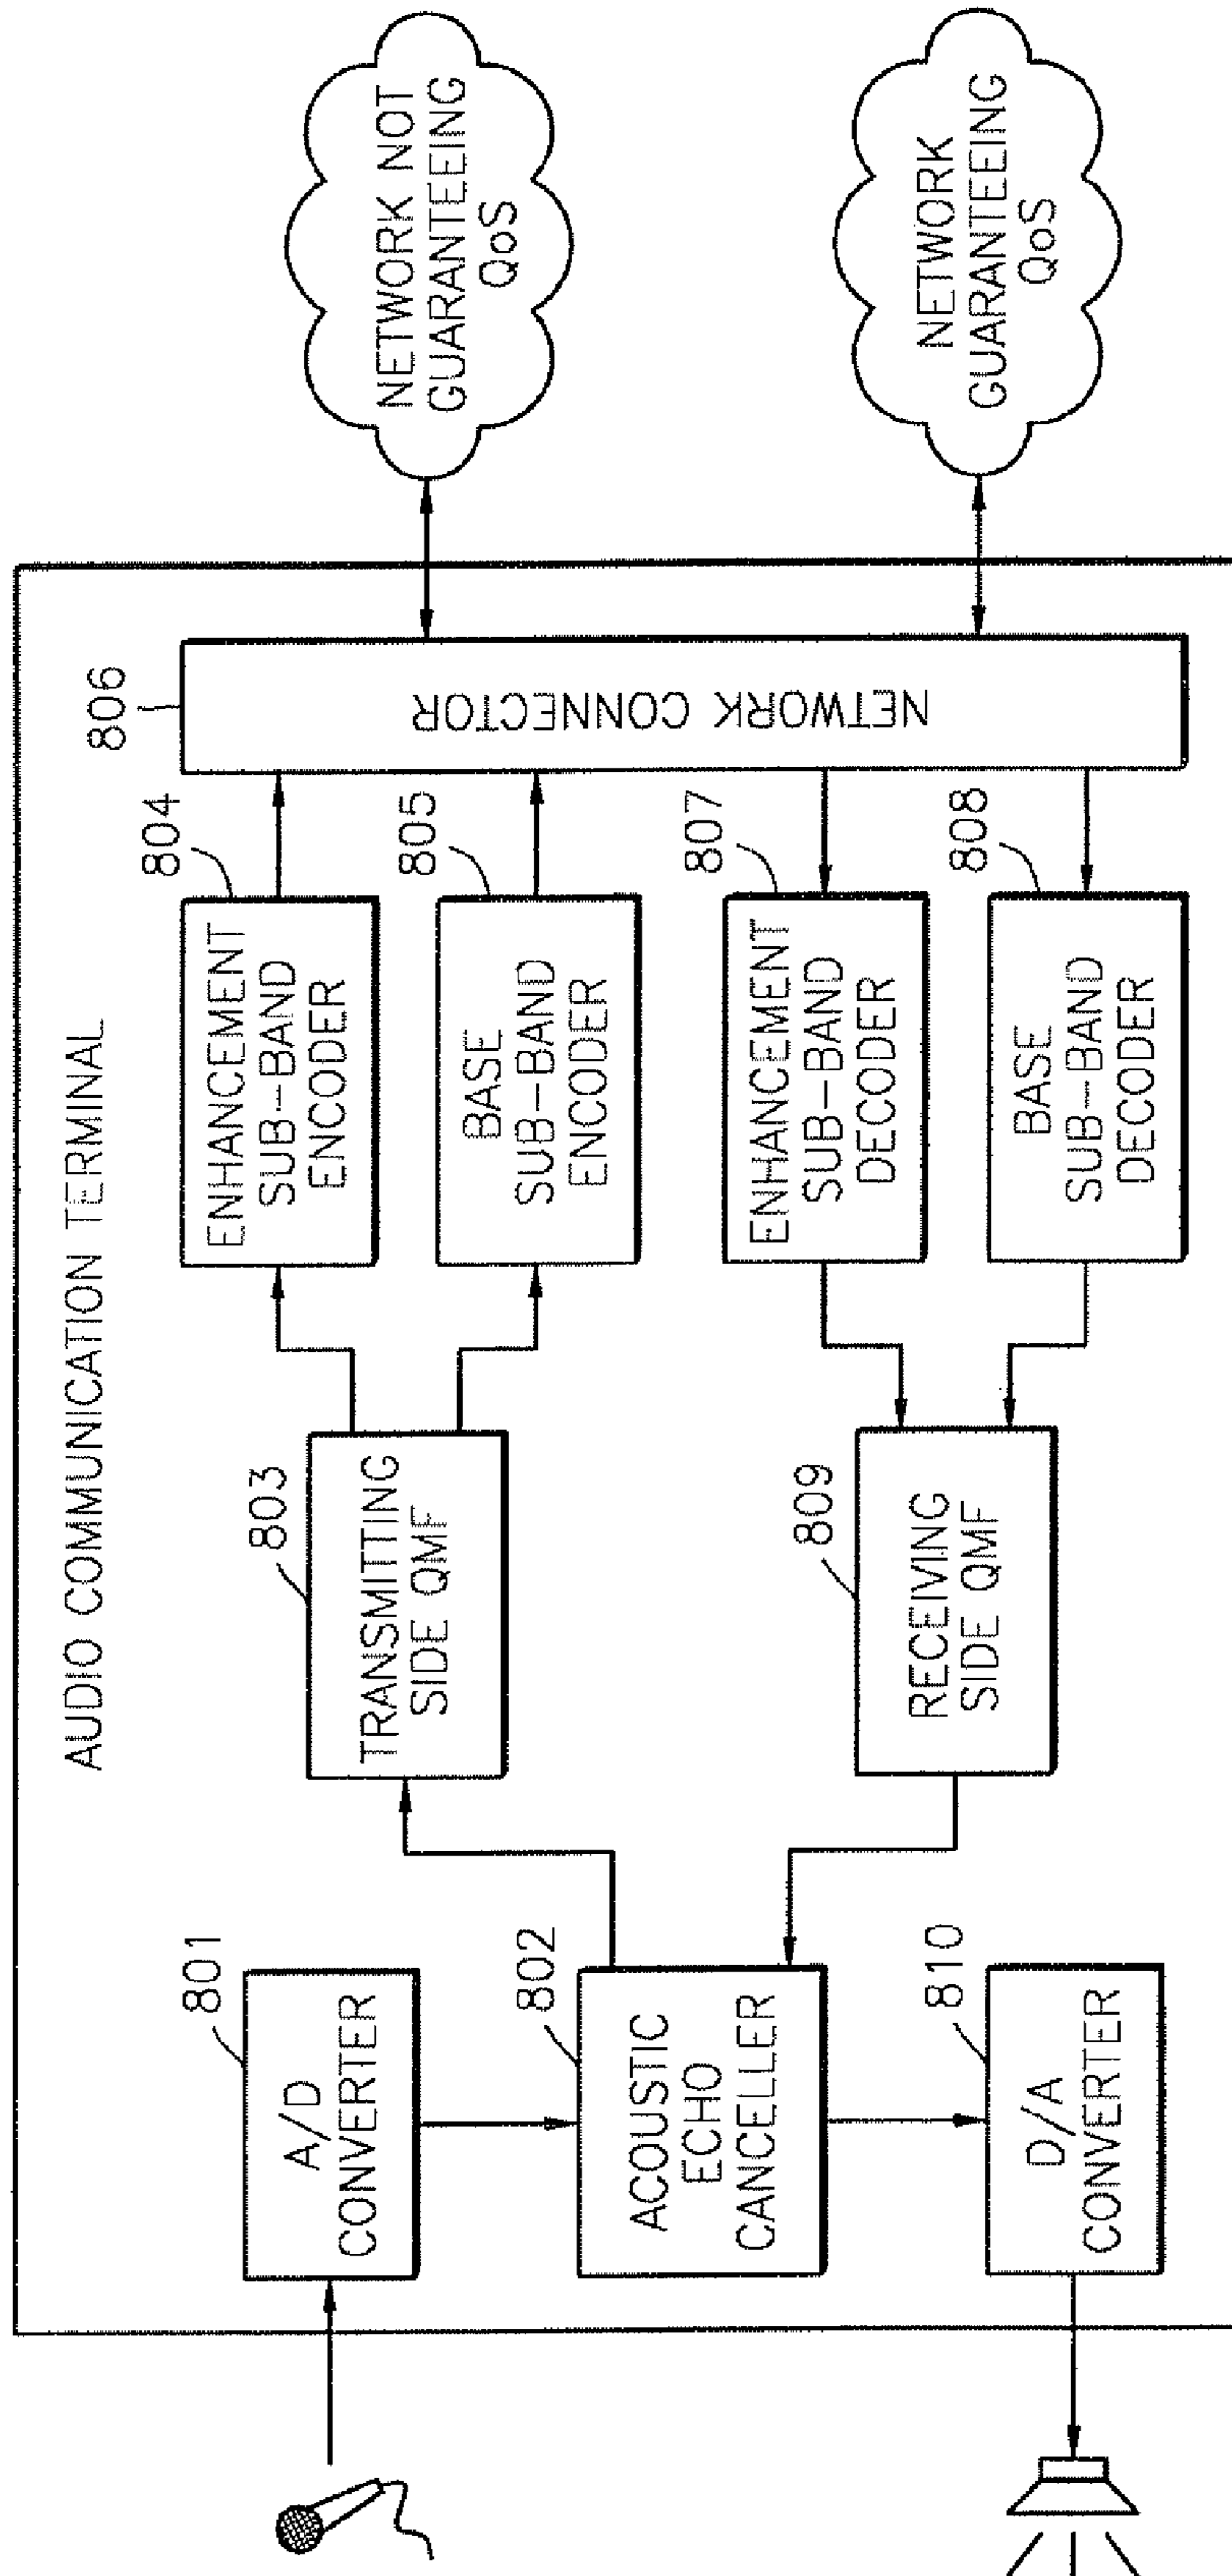 AUDIO COMMUNICATION TERMINAL
801
A/D
CONVERTER
802
ACOUSTIC
ECHO
CANCELLER
810
D/A
CONVERTER
803
TRANSMITTING
SIDE QMF
809
RECEIVING
SIDE QMF
804
ENHANCEMENT
SUB-BAND
ENCODER
805
BASE
SUB-BAND
ENCODER
807
ENHANCEMENT
SUB-BAND
DECODER
808
BASE
SUB-BAND
DECODER
806
NETWORK CONNECTOR
NETWORK NOT
GUARANTEEING
QoS
NETWORK
GUARANTEEING
QoS